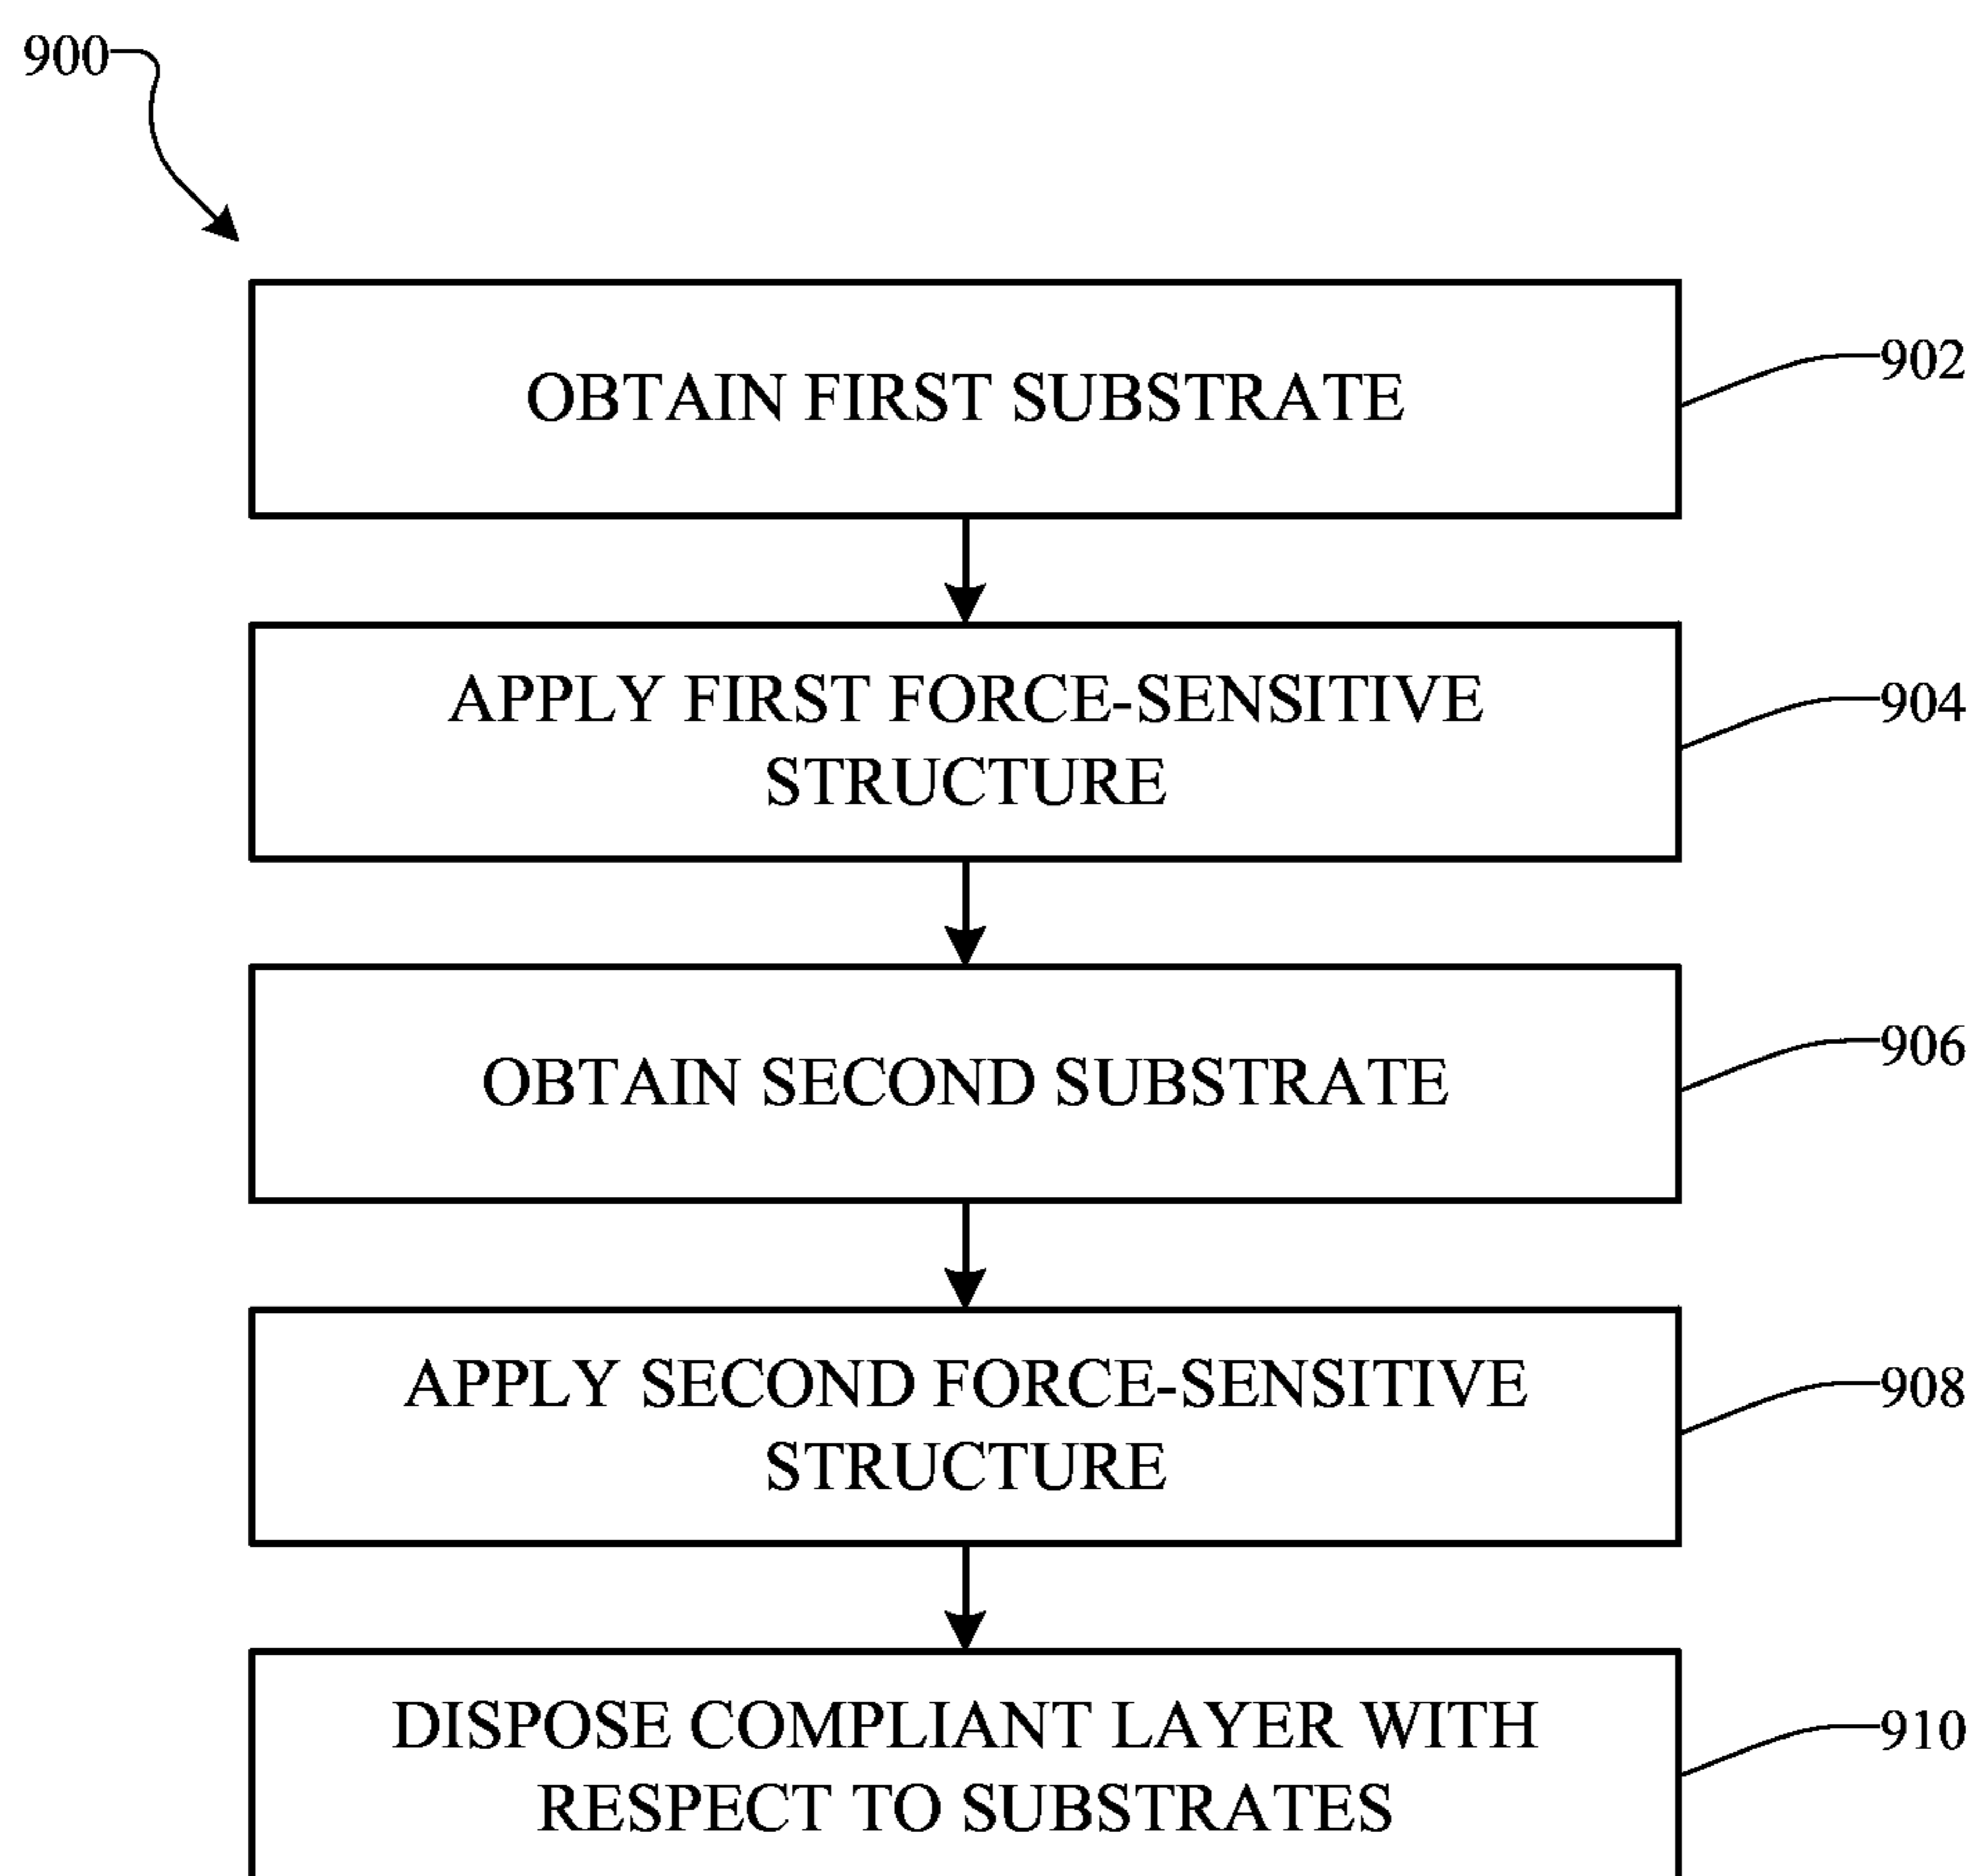 900
OBTAIN FIRST SUBSTRATE
902
APPLY FIRST FORCE-SENSITIVE
STRUCTURE
904
OBTAIN SECOND SUBSTRATE
906
APPLY SECOND FORCE-SENSITIVE
STRUCTURE
908
DISPOSE COMPLIANT LAYER WITH
RESPECT TO SUBSTRATES
910